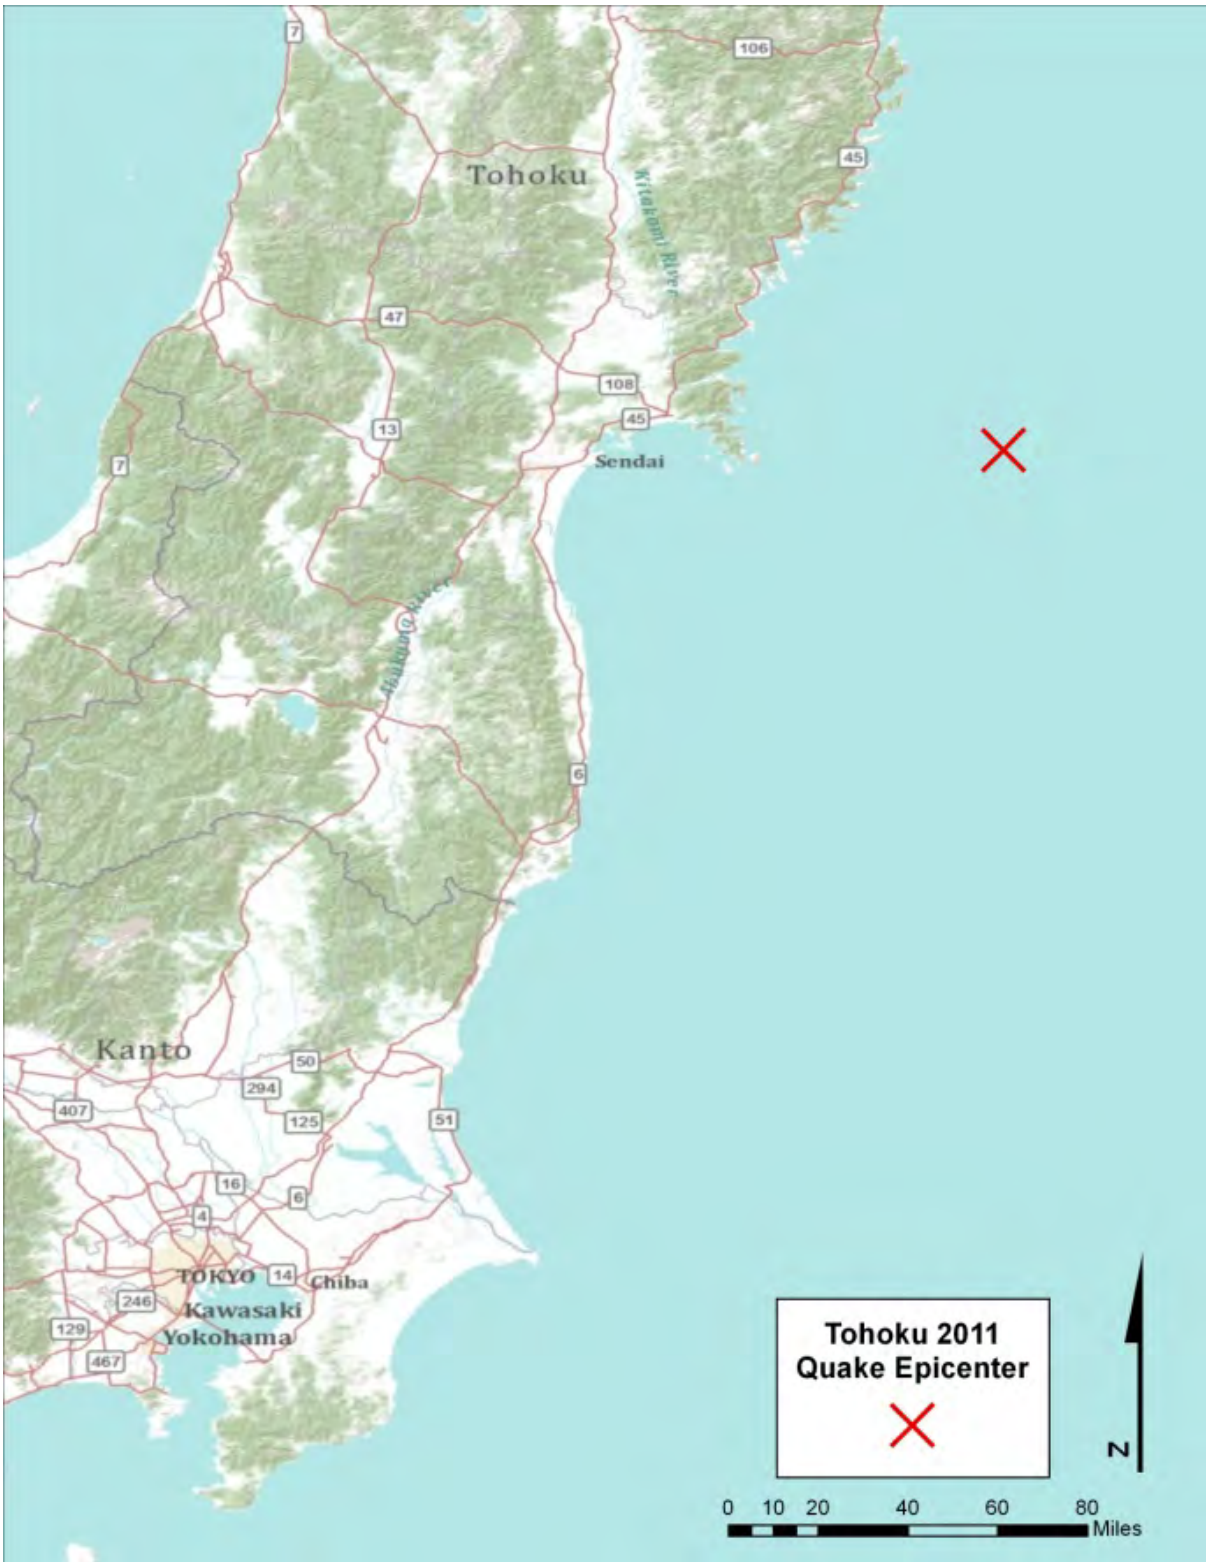 7
106
45
Tohoku
Kitakami River
47
108
13
45
Sendai
7
Abukuma River
6
Kanto
50
294
407
125
51
16
6
4
TOKYO
14
Chiba
246
Kawasaki
129
Yokohama
467
Tohoku 2011
Quake Epicenter
N
0 10 20 40 60 80
Miles